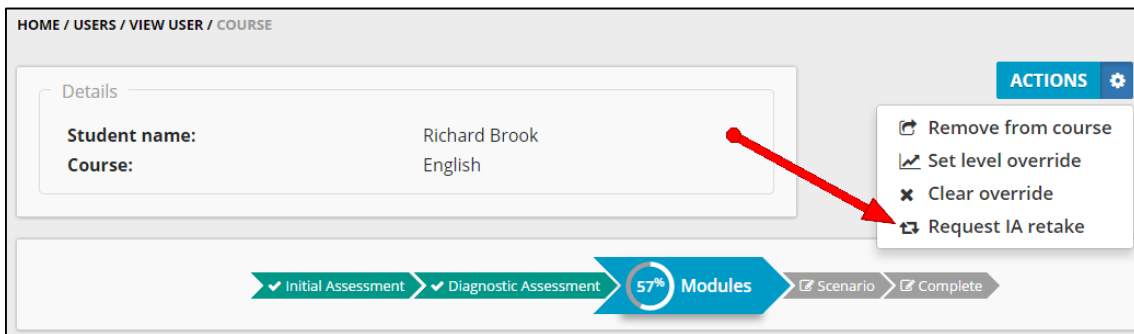 HOME / USERS / VIEW USER / COURSE
Details
Student name: Richard Brook
Course: English
ACTIONS
Remove from course
Set level override
Clear override
Request IA retake
Initial Assessment Diagnostic Assessment 57% Modules Scenario Complete